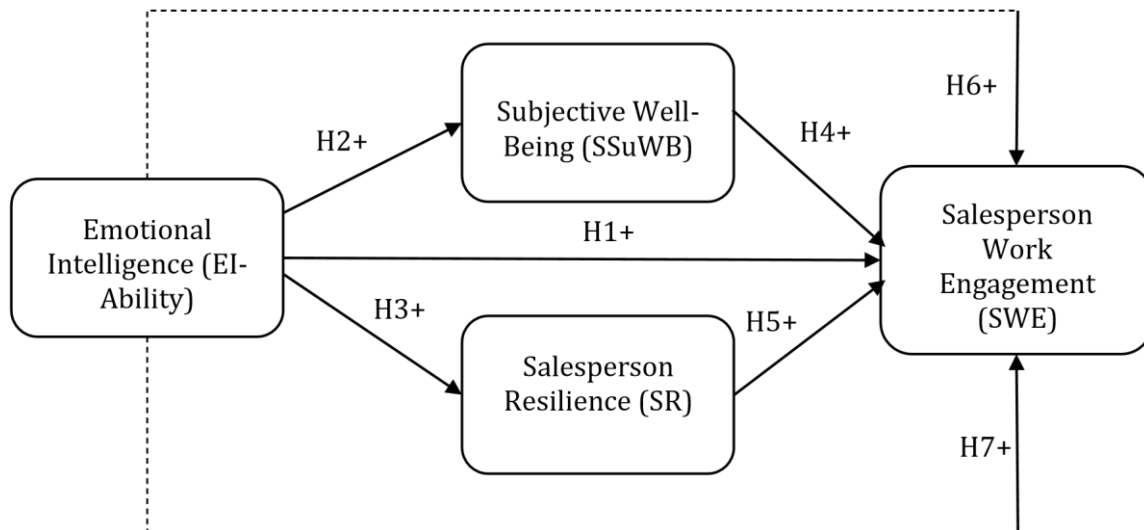 H6+
Subjective Well-
Being (SSuWB)
H4+
H2+
Emotional
Intelligence (EI-
Ability)
H1+
Salesperson
Work
Engagement
(SWE)
H3+
H5+
Salesperson
Resilience (SR)
H7+